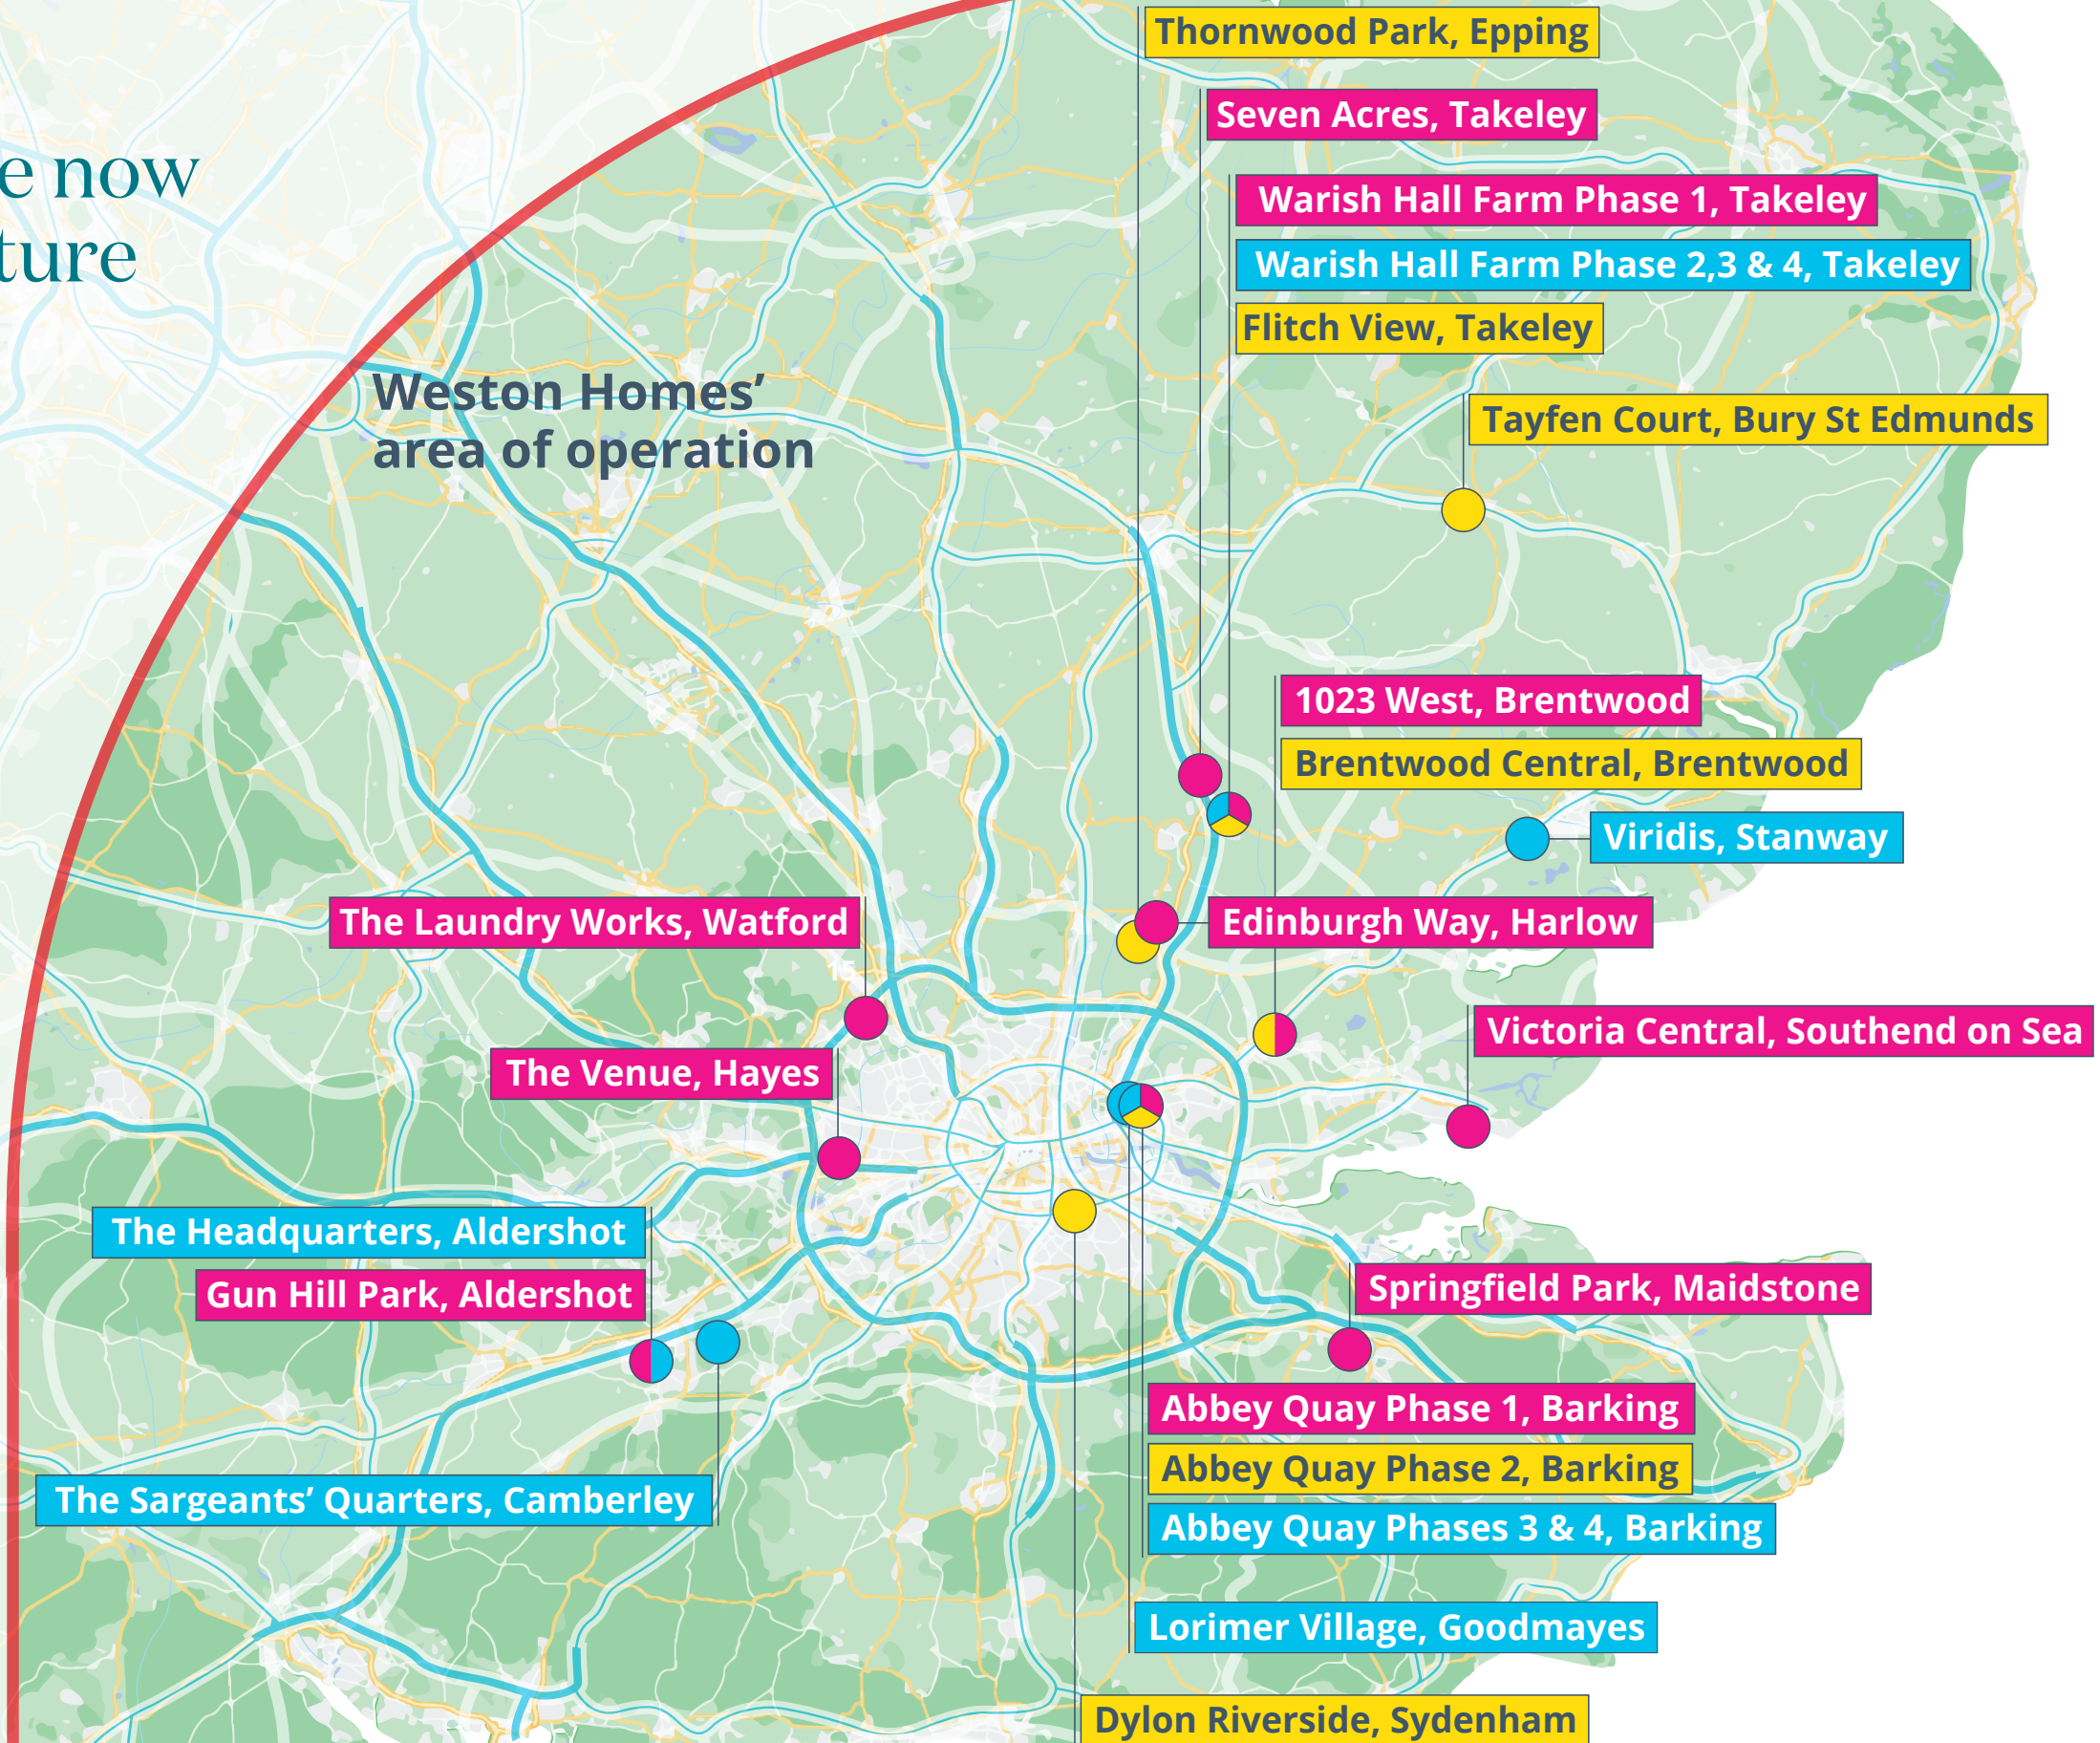 Thornwood Park, Epping
Seven Acres, Takeley
e now
ture
Warish Hall Farm Phase 1, Takeley
Warish Hall Farm Phase 2,3 & 4, Takeley
Flitch View, Takeley
Weston Homes’
area of operation
Tayfen Court, Bury St Edmunds
1023 West, Brentwood
Brentwood Central, Brentwood
Viridis, Stanway
The Laundry Works, Watford
Edinburgh Way, Harlow
15
Victoria Central, Southend on Sea
The Venue, Hayes
The Headquarters, Aldershot
Gun Hill Park, Aldershot
Springfield Park, Maidstone
Abbey Quay Phase 1, Barking
Abbey Quay Phase 2, Barking
The Sargeants’ Quarters, Camberley
Abbey Quay Phases 3 & 4, Barking
Lorimer Village, Goodmayes
Dylon Riverside, Sydenham